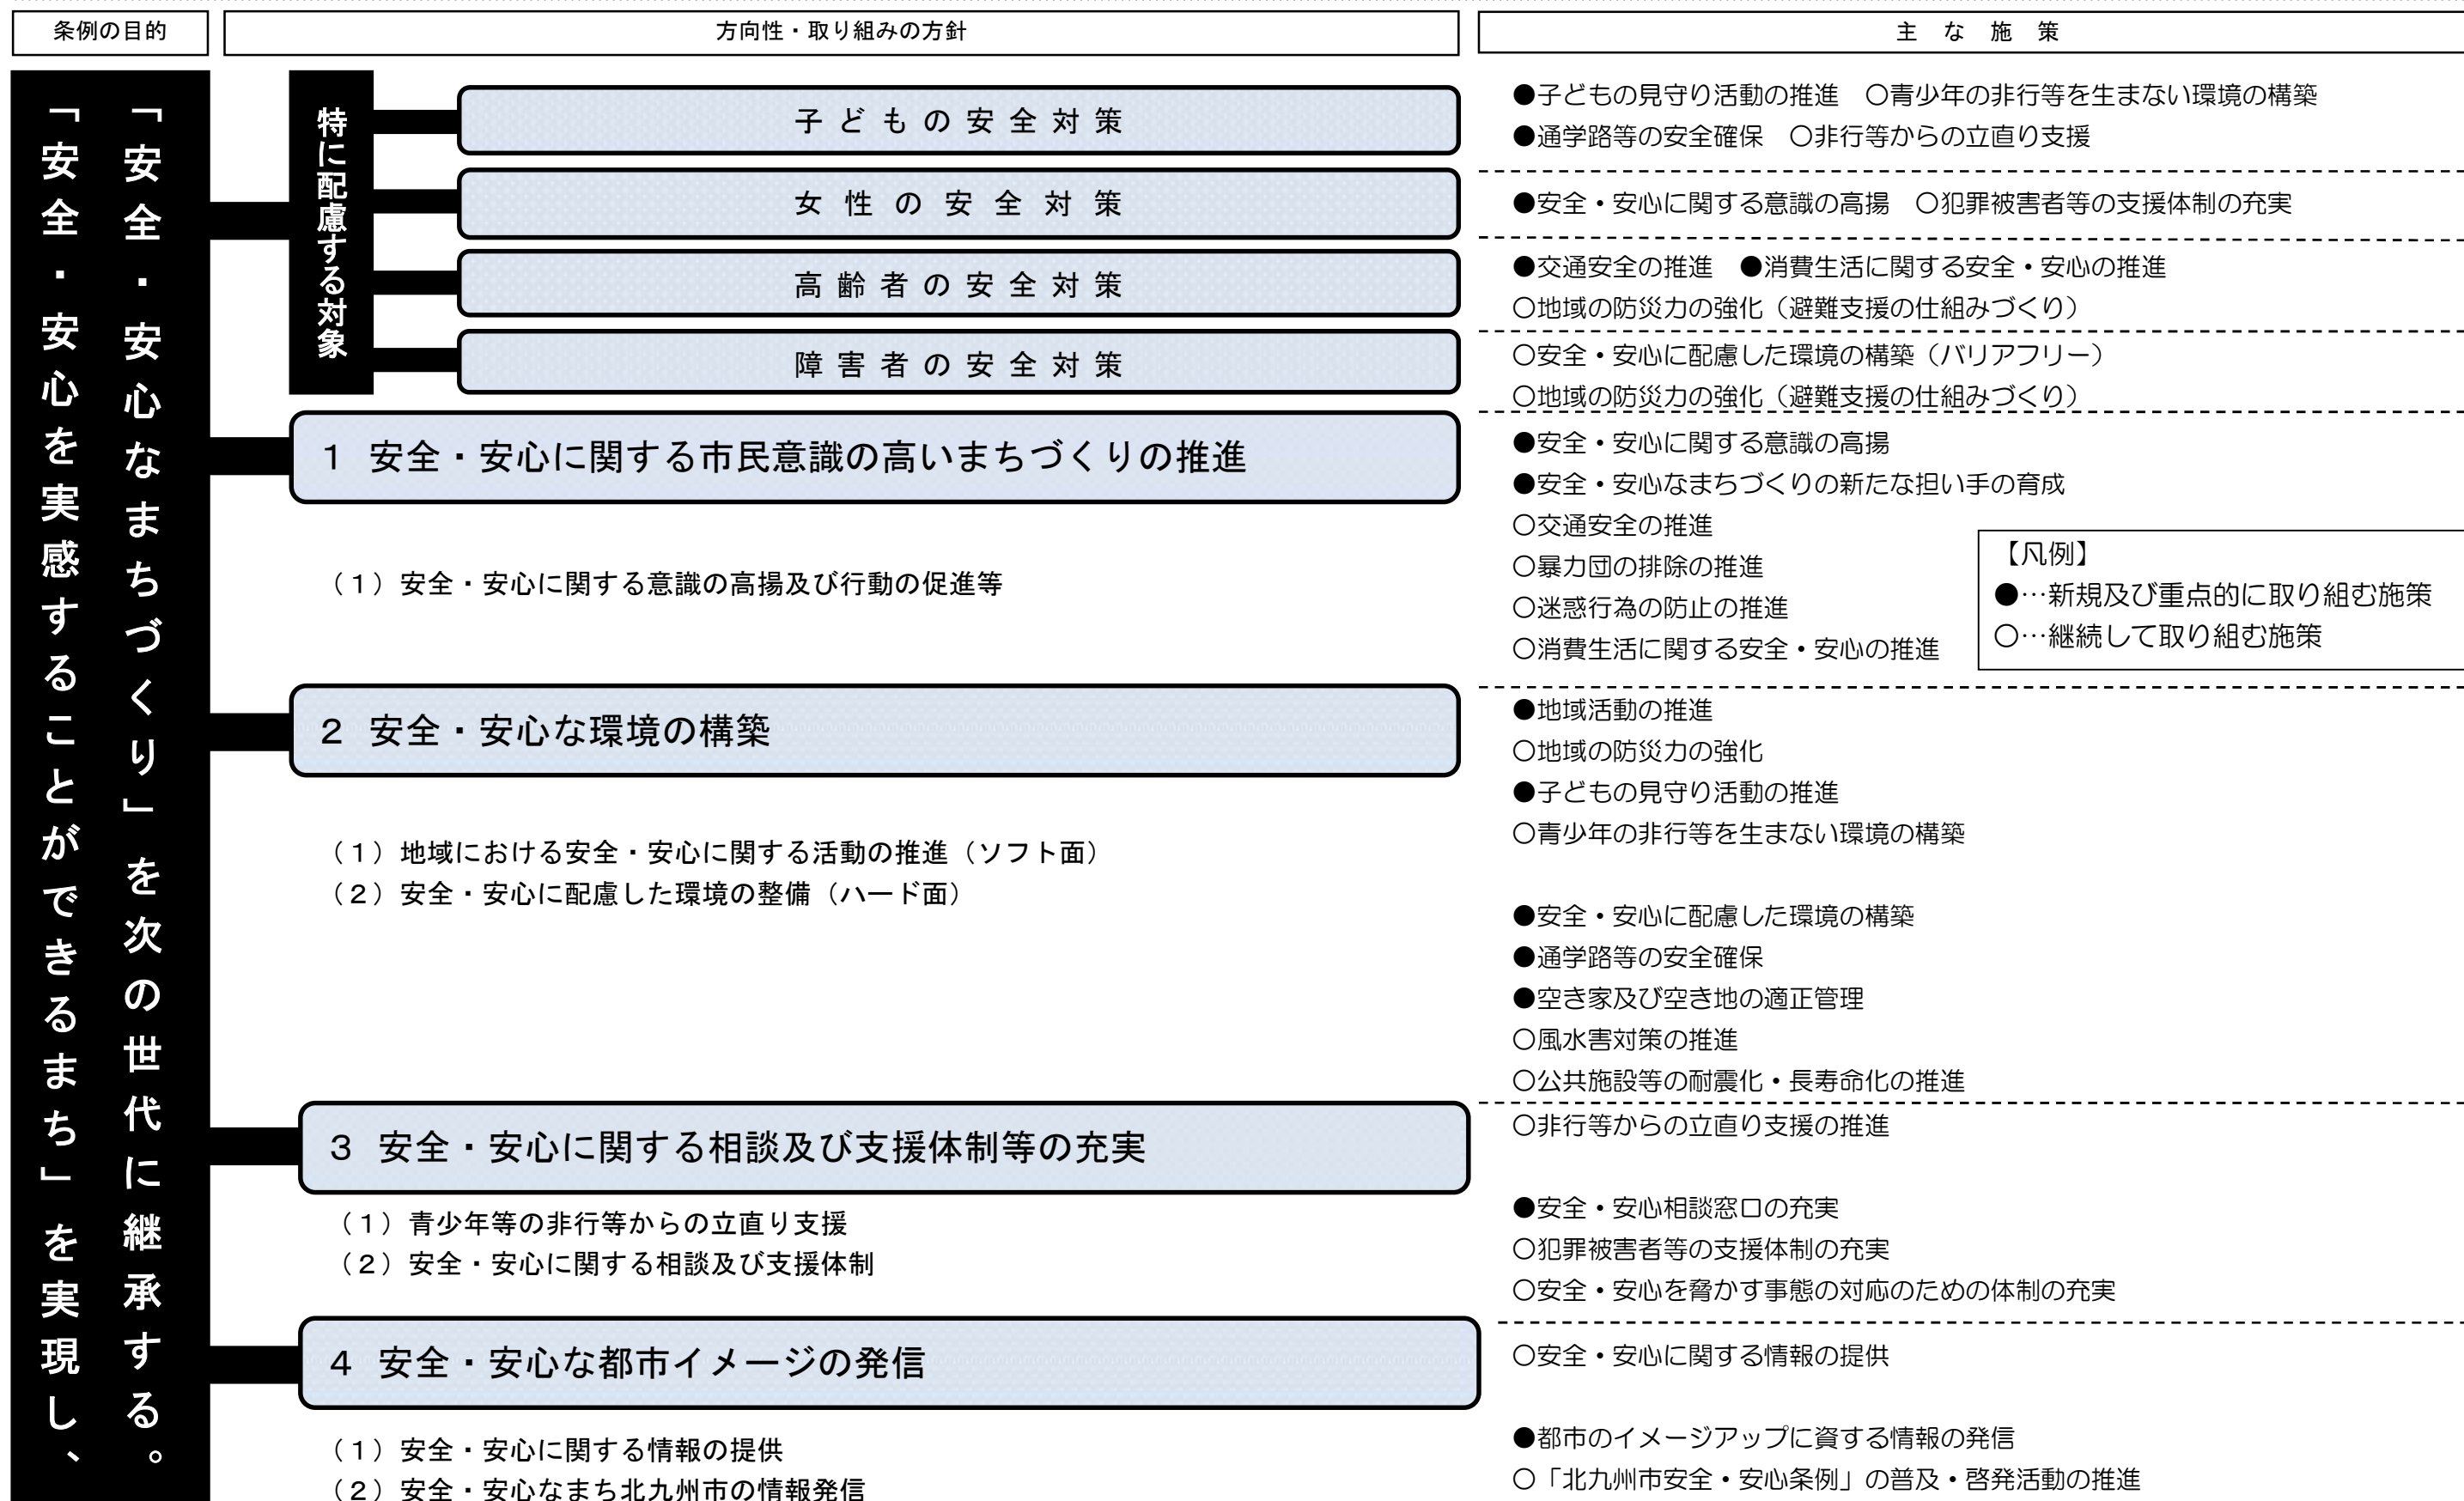 条例の目的
方向性・取り組みの方針
主な施策
「安全・安心を実感することができるまち」を実現し、
「安全・安心なまちづくり」を次の世代に継承する。
特に配慮する対象
子どもの安全対策
●子どもの見守り活動の推進　○青少年の非行等を生まない環境の構築
●通学路等の安全確保　○非行等からの立直り支援
女性の安全対策
●安全・安心に関する意識の高揚　○犯罪被害者等の支援体制の充実
高齢者の安全対策
●交通安全の推進　●消費生活に関する安全・安心の推進
○地域の防災力の強化（避難支援の仕組みづくり）
障害者の安全対策
○安全・安心に配慮した環境の構築（バリアフリー）
○地域の防災力の強化（避難支援の仕組みづくり）
１ 安全・安心に関する市民意識の高いまちづくりの推進
（１）安全・安心に関する意識の高揚及び行動の促進等
●安全・安心に関する意識の高揚
●安全・安心なまちづくりの新たな担い手の育成
○交通安全の推進
○暴力団の排除の推進
○迷惑行為の防止の推進
○消費生活に関する安全・安心の推進
【凡例】
●…新規及び重点的に取り組む施策
○…継続して取り組む施策
２ 安全・安心な環境の構築
（１）地域における安全・安心に関する活動の推進（ソフト面）
（２）安全・安心に配慮した環境の整備（ハード面）
●地域活動の推進
○地域の防災力の強化
●子どもの見守り活動の推進
○青少年の非行等を生まない環境の構築
●安全・安心に配慮した環境の構築
●通学路等の安全確保
●空き家及び空き地の適正管理
○風水害対策の推進
○公共施設等の耐震化・長寿命化の推進
３ 安全・安心に関する相談及び支援体制等の充実
（１）青少年等の非行等からの立直り支援
（２）安全・安心に関する相談及び支援体制
○非行等からの立直り支援の推進
●安全・安心相談窓口の充実
○犯罪被害者等の支援体制の充実
○安全・安心を脅かす事態の対応のための体制の充実
４ 安全・安心な都市イメージの発信
（１）安全・安心に関する情報の提供
（２）安全・安心なまち北九州市の情報発信
○安全・安心に関する情報の提供
●都市のイメージアップに資する情報の発信
○「北九州市安全・安心条例」の普及・啓発活動の推進